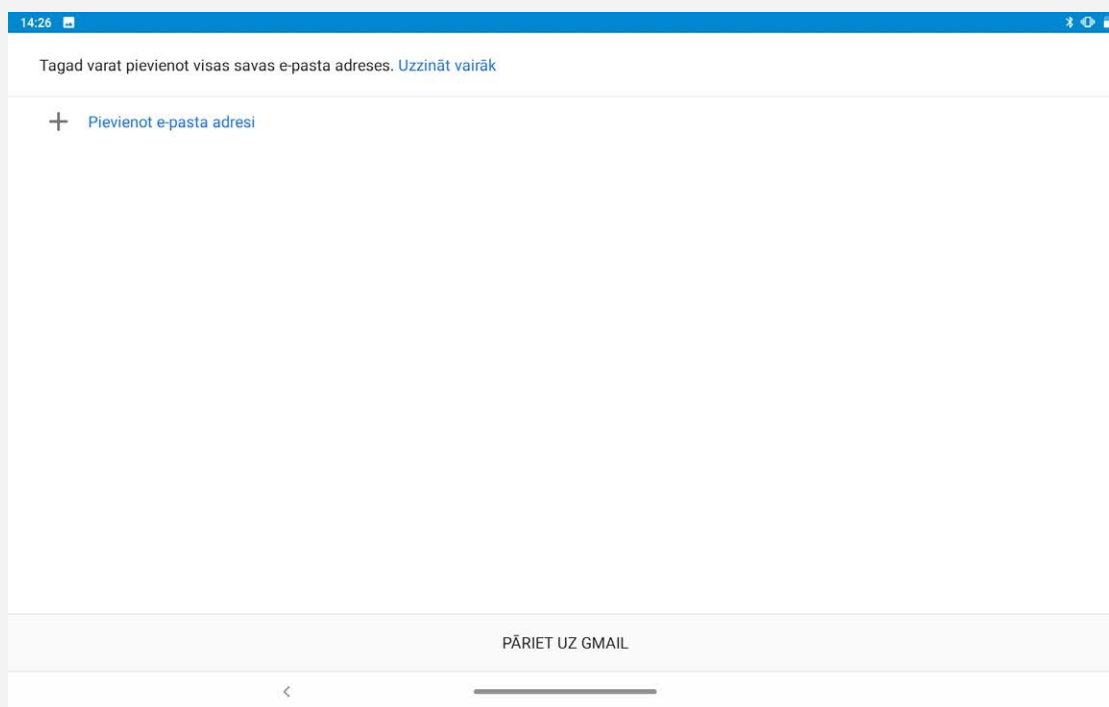 14:26
Tagad varat pievienot visas savas e-pasta adreses. Uzzināt vairāk
Pievienot e-pasta adresi
PĀRIET UZ GMAIL